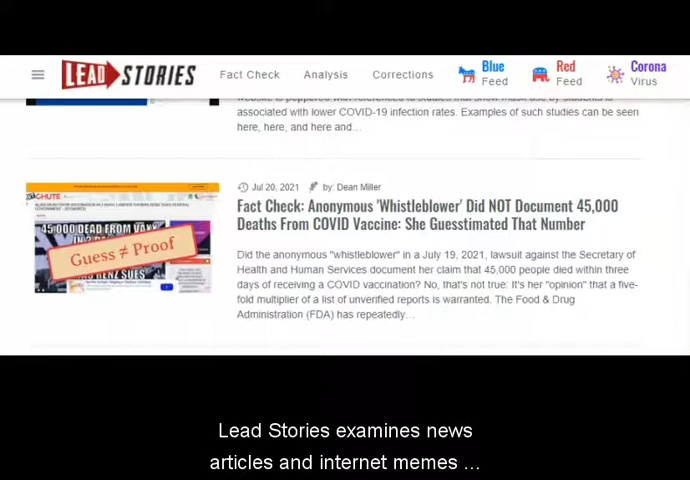 LEAD STORIES
Fact Check
Analysis
Corrections
Blue
Feed
Red
Feed
Corona
Virus
associated with lower COVID-19 infection rates. Examples of such studies can be seen
here, here, and here and…
Jul 20, 2021 by: Dean Miller
Fact Check: Anonymous 'Whistleblower' Did NOT Document 45,000
Deaths From COVID Vaccine: She Guesstimated That Number
Did the anonymous "whistleblower" in a July 19, 2021, lawsuit against the Secretary of
Health and Human Services document her claim that 45,000 people died within three
days of receiving a COVID vaccination? No, that's not true: It's her "opinion" that a five-
fold multiplier of a list of unverified reports is warranted. The Food & Drug
Administration (FDA) has repeatedly…
45,000 DEAD FROM VAXX
Guess ≠ Proof
Lead Stories examines news
articles and internet memes ...